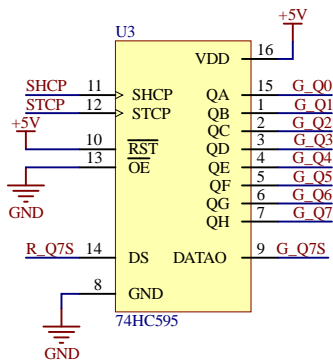 +5V
U3
VDD 16
SHCP 11 SHCP QA 15 G_Q0
STCP 12 STCP QB 1 G_Q1
+5V QC 2 G_Q2
10 RST QD 3 G_Q3
13 OE QE 4 G_Q4
QF 5 G_Q5
GND QG 6 G_Q6
QH 7 G_Q7
R_Q7S 14 DS DATAO 9 G_Q7S
8 GND
74HC595
GND